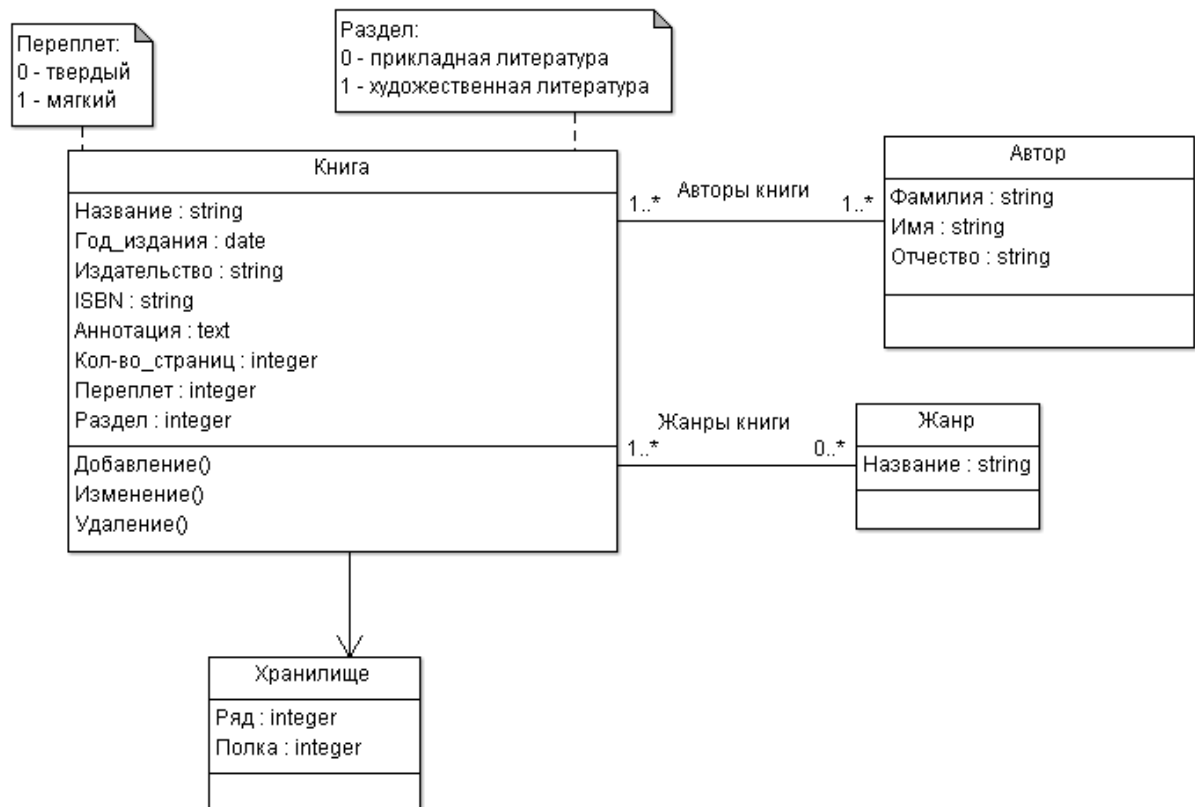 Переплет:
0 - твердый
1 - мягкий
Раздел:
0 - прикладная литература
1 - художественная литература
Книга
Название : string
Год_издания : date
Издательство : string
ISBN : string
Аннотация : text
Кол-во_страниц : integer
Переплет : integer
Раздел : integer
Добавление()
Изменение()
Удаление()
1..* Авторы книги 1..*
Автор
Фамилия : string
Имя : string
Отчество : string
Жанры книги
1..* 0..*
Жанр
Название : string
Хранилище
Ряд : integer
Полка : integer